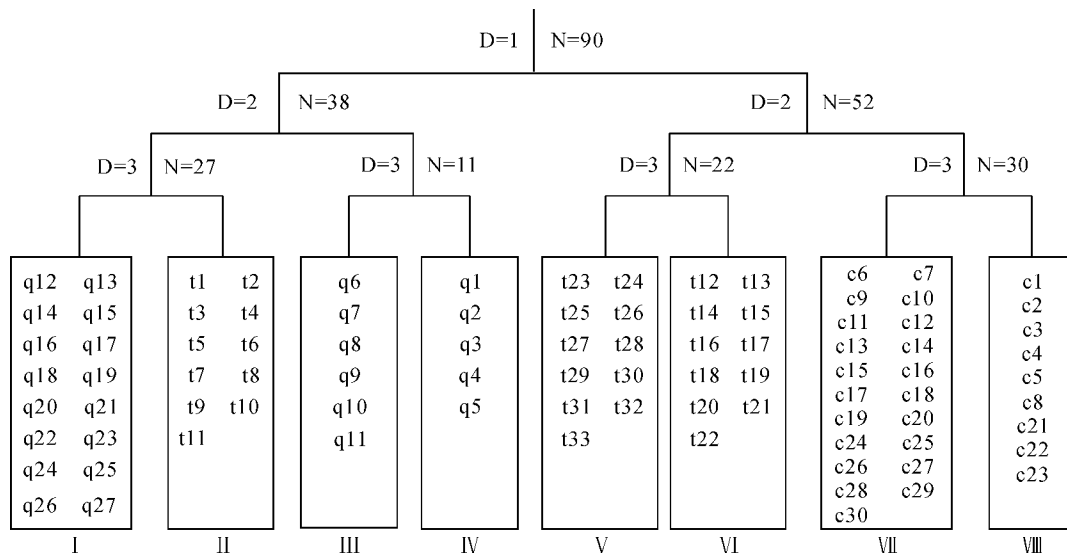 D=1 N=90
D=2 N=38 D=2 N=52
D=3 N=27 D=3 N=11 D=3 N=22 D=3 N=30
q12 q13
q14 q15
q16 q17
q18 q19
q20 q21
q22 q23
q24 q25
q26 q27
I
t1 t2
t3 t4
t5 t6
t7 t8
t9 t10
t11
II
q6
q7
q8
q9
q10
q11
III
q1
q2
q3
q4
q5
IV
t23 t24
t25 t26
t27 t28
t29 t30
t31 t32
t33
V
t12 t13
t14 t15
t16 t17
t18 t19
t20 t21
t22
VI
c6 c7
c9 c10
c11 c12
c13 c14
c15 c16
c17 c18
c19 c20
c24 c25
c26 c27
c28 c29
c30
VII
c1
c2
c3
c4
c5
c8
c21
c22
c23
VIII